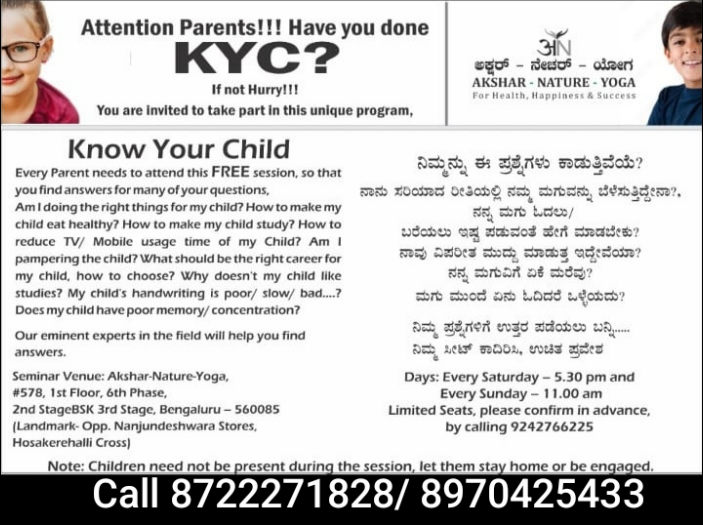 Attention Parents!!! Have you done
KYC?
If not Hurry!!!
You are invited to take part in this unique program,
ಅಕ್ಷರ್ - ನೇಚರ್ - ಯೋಗ
AKSHAR - NATURE - YOGA
For Health, Happiness & Success
Know Your Child
Every Parent needs to attend this FREE session, so that
you find answers for many of your questions,
Am I doing the right things for my child? How to make my
child eat healthy? How to make my child study? How to
reduce TV/ Mobile usage time of my Child? Am I
pampering the child? What should be the right career for
my child, how to choose? Why doesn't my child like
studies? My child's handwriting is poor/ slow/ bad....?
Does my child have poor memory/ concentration?
Our eminent experts in the field will help you find
answers.
Seminar Venue: Akshar-Nature-Yoga,
#578, 1st Floor, 6th Phase,
2nd StageBSK 3rd Stage, Bengaluru – 560085
(Landmark- Opp. Nanjundeshwara Stores,
Hosakerehalli Cross)
ನಿಮ್ಮನ್ನು ಈ ಪ್ರಶ್ನೆಗಳು ಕಾಡುತ್ತಿವೆಯೇ?
ನಾನು ಸರಿಯಾದ ರೀತಿಯಲ್ಲಿ ನಮ್ಮ ಮಗುವನ್ನು ಬೆಳೆಸುತ್ತಿದ್ದೇನಾ?,
ನನ್ನ ಮಗು ಓದಲು/
ಬರೆಯಲು ಇಷ್ಟ ಪಡುವಂತೆ ಹೇಗೆ ಮಾಡಬೇಕು?
ನಾವು ವಿಪರೀತ ಮುದ್ದು ಮಾಡುತ್ತ ಇದ್ದೇವೆಯಾ?
ನನ್ನ ಮಗುವಿಗೆ ಏಕೆ ಮರೆವು?
ಮಗು ಮುಂದೆ ಏನು ಓದಿದರೆ ಒಳ್ಳೆಯದು?
ನಿಮ್ಮ ಪ್ರಶ್ನೆಗಳಿಗೆ ಉತ್ತರ ಪಡೆಯಲು ಬನ್ನಿ......
ನಿಮ್ಮ ಸೀಟ್ ಕಾದಿರಿಸಿ, ಉಚಿತ ಪ್ರವೇಶ
Days: Every Saturday – 5.30 pm and
Every Sunday – 11.00 am
Limited Seats, please confirm in advance,
by calling 9242766225
Note: Children need not be present during the session, let them stay home or be engaged.
Call 8722271828/ 8970425433